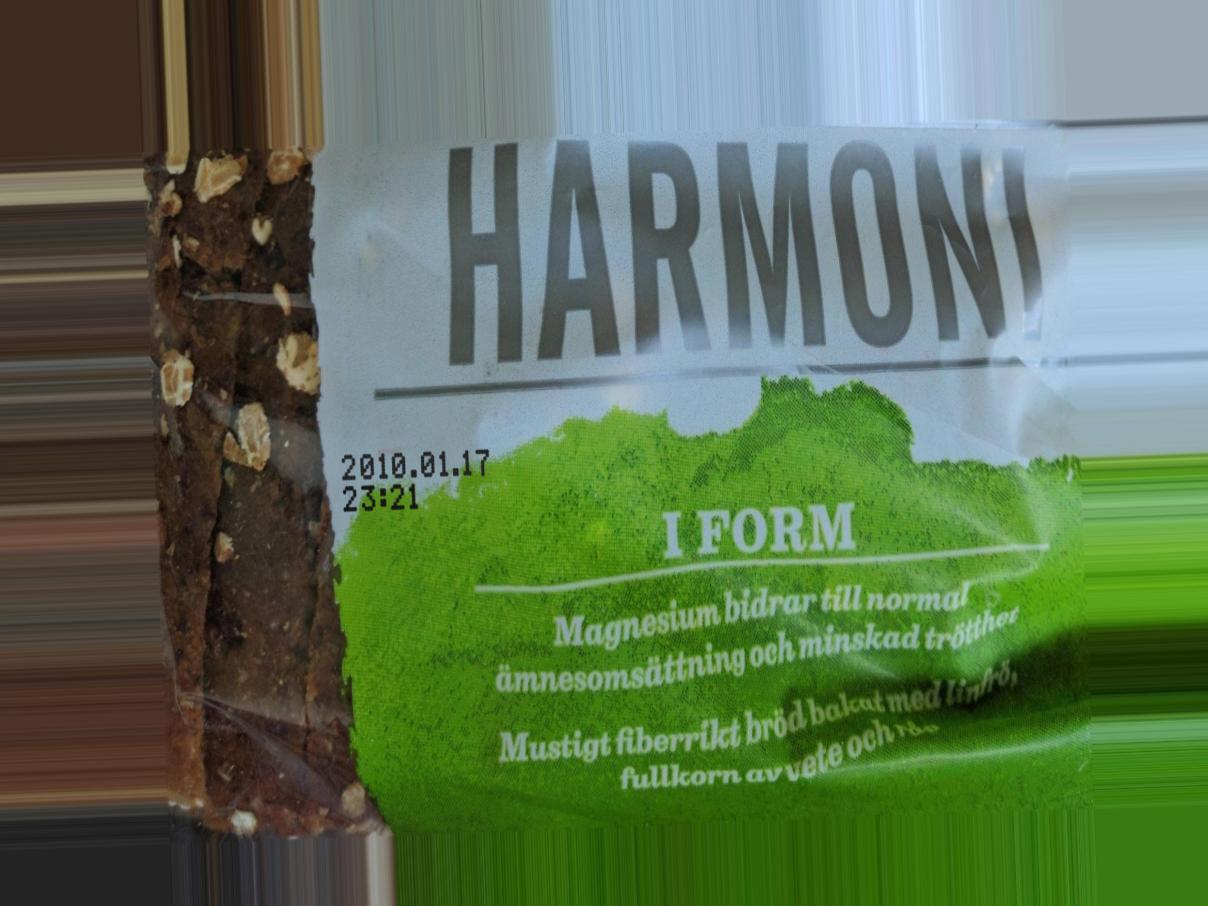 HARMONI
2010.01.17
23:21
I FORM
Magnesium bidrar till normal
ämnesomsättning och minskad trötthet
Mustigt fiberrikt bröd bakat med linfrö,
fullkorn av vete och